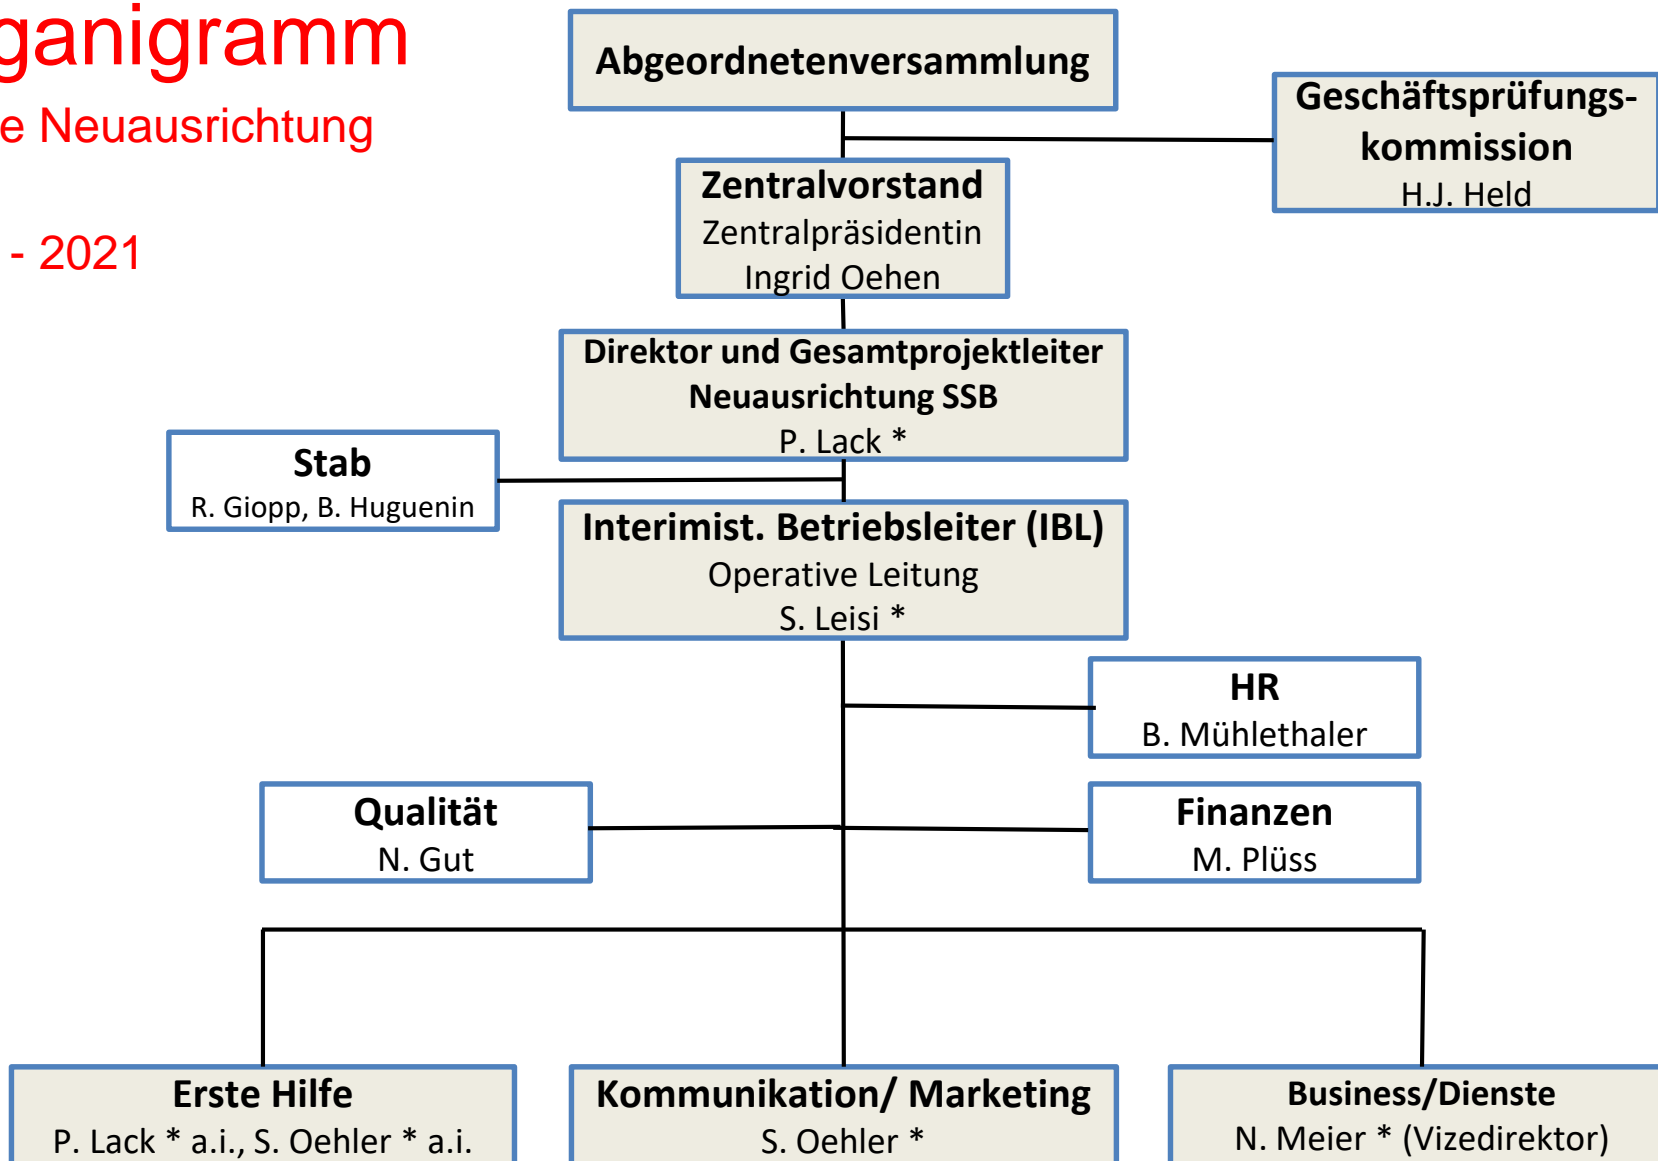 ganigramm
e Neuausrichtung
- 2021
Abgeordnetenversammlung
Geschäftsprüfungs-
kommission
H.J. Held
Zentralvorstand
Zentralpräsidentin
Ingrid Oehen
Direktor und Gesamtprojektleiter
Neuausrichtung SSB
P. Lack *
Stab
R. Giopp, B. Huguenin
Interimist. Betriebsleiter (IBL)
Operative Leitung
S. Leisi *
HR
B. Mühlethaler
Qualität
N. Gut
Finanzen
M. Plüss
Erste Hilfe
P. Lack * a.i., S. Oehler * a.i.
Kommunikation/ Marketing
S. Oehler *
Business/Dienste
N. Meier * (Vizedirektor)